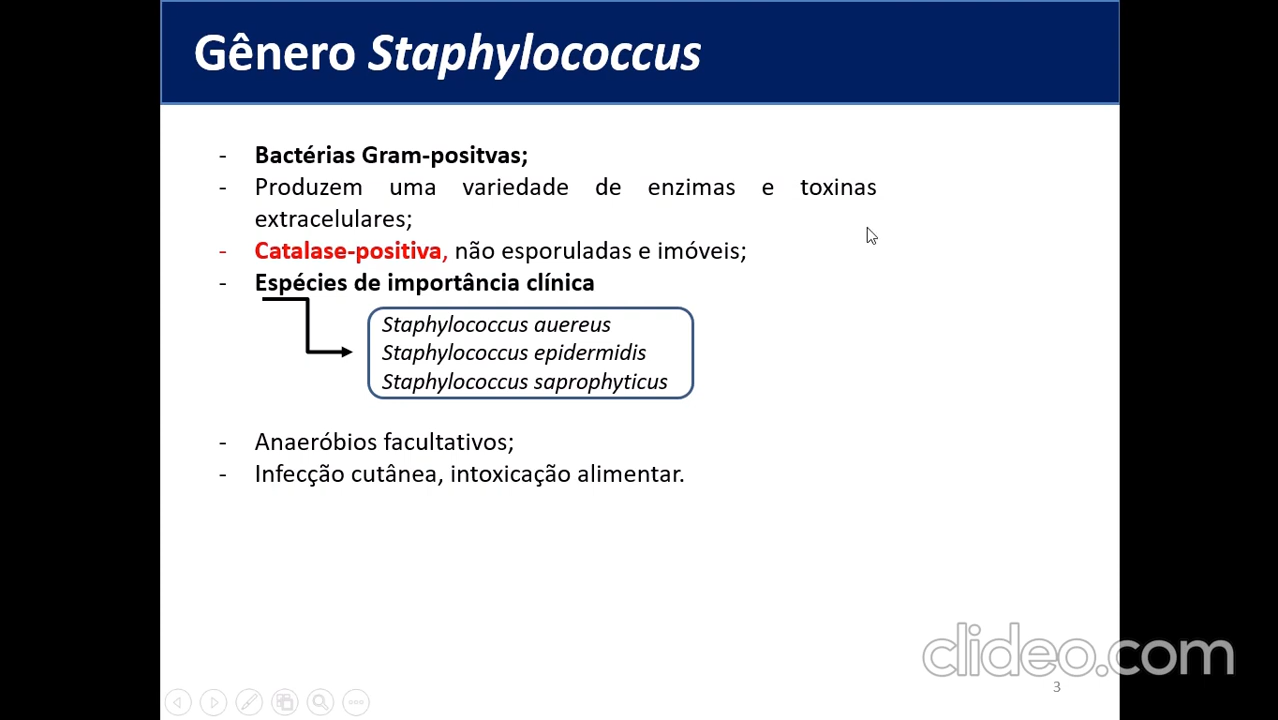 Gênero Staphylococcus
- Bactérias Gram-positvas;
- Produzem uma variedade de enzimas e toxinas
extracelulares;
- Catalase-positiva, não esporuladas e imóveis;
- Espécies de importância clínica
Staphylococcus auereus
Staphylococcus epidermidis
Staphylococcus saprophyticus
- Anaeróbios facultativos;
- Infecção cutânea, intoxicação alimentar.
clideo.com
3